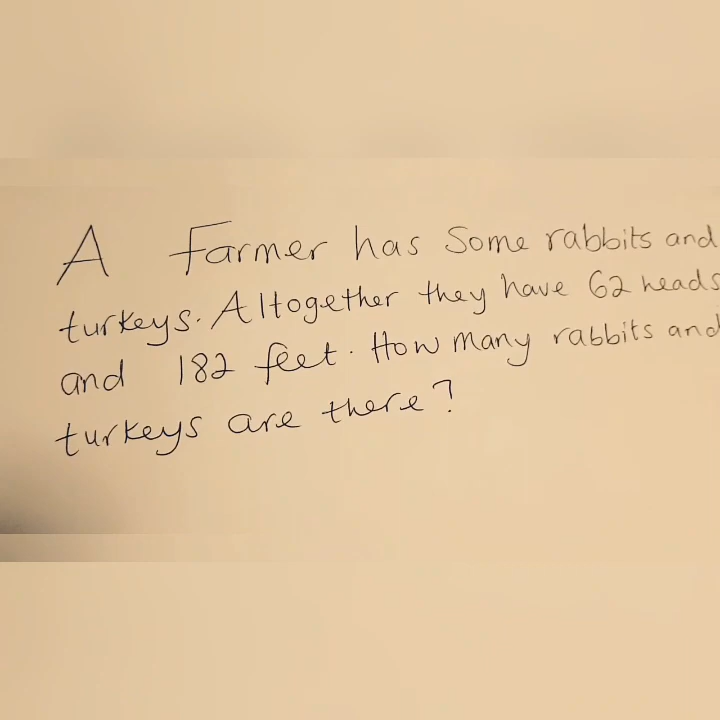 A Farmer has Some rabbits and
turkeys. Altogether they have 62 heads
and 182 feet. How many rabbits and
turkeys are there?